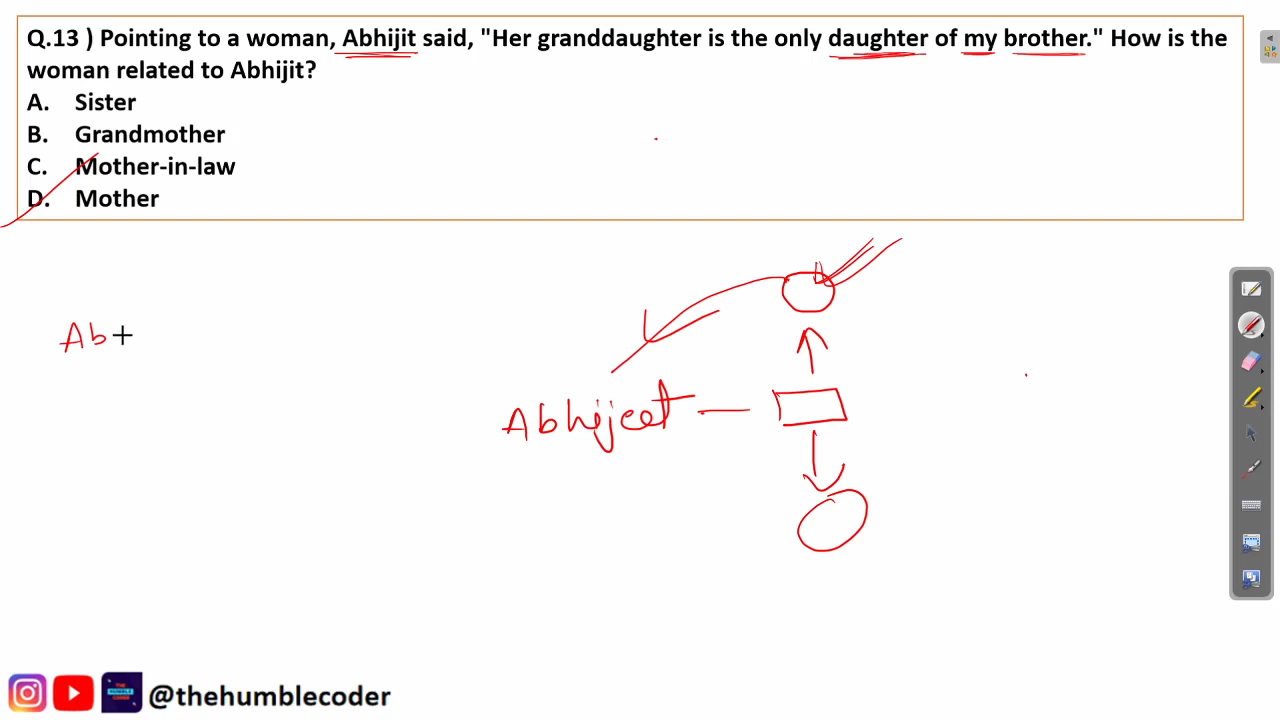 Q.13 ) Pointing to a woman, Abhijit said, "Her granddaughter is the only daughter of my brother." How is the
woman related to Abhijit?
A. Sister
B. Grandmother
C. Mother-in-law
D. Mother
Ab
Abhijeet
@thehumblecoder